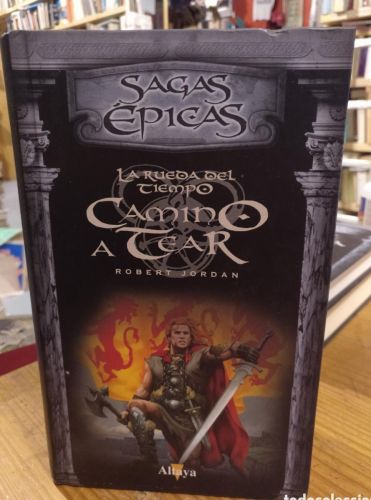 SAGAS
ÉPICAS
LA RUEDA DEL
TIEMPO
CAMINO
A TEAR
ROBERT JORDAN
Altaya